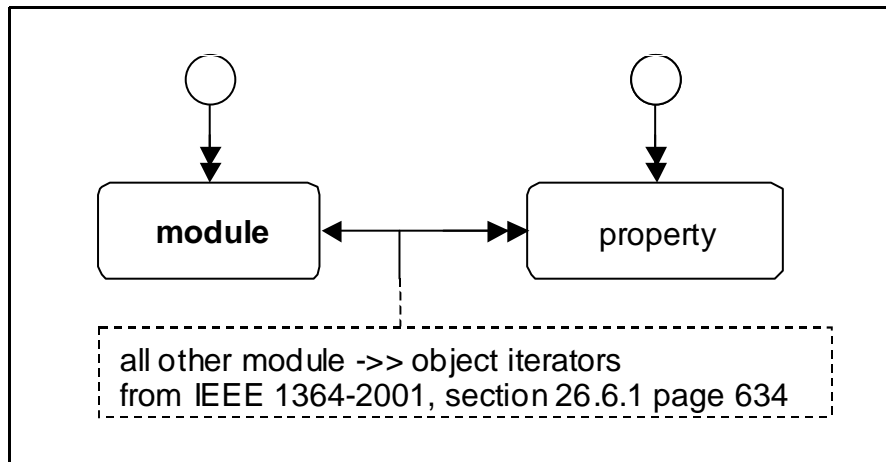 module
property
all other module ->> object iterators
from IEEE 1364-2001, section 26.6.1 page 634